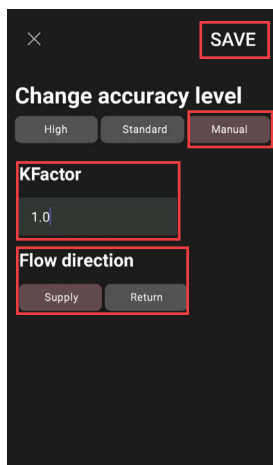 SAVE
Change accuracy level
High Standard Manual
KFactor
1.0
Flow direction
Supply Return